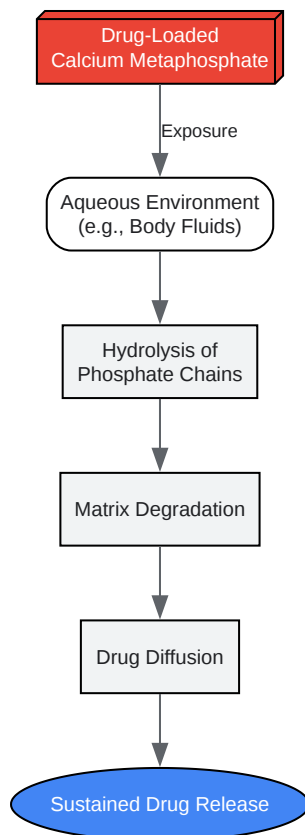 Drug-Loaded
Calcium Metaphosphate
Exposure
Aqueous Environment
(e.g., Body Fluids)
Hydrolysis of
Phosphate Chains
Matrix Degradation
Drug Diffusion
Sustained Drug Release